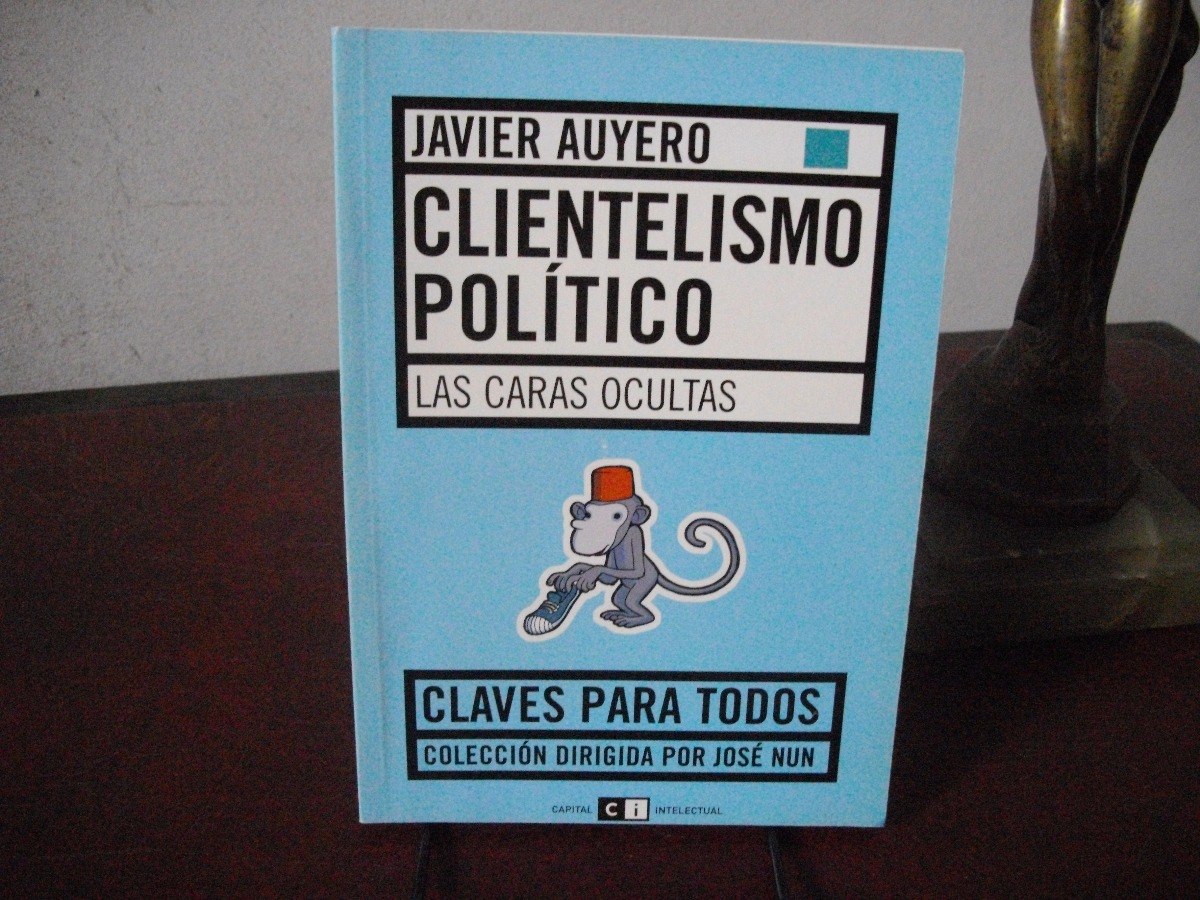 JAVIER AUYERO
CLIENTELISMO
POLÍTICO
LAS CARAS OCULTAS
CLAVES PARA TODOS
COLECCIÓN DIRIGIDA POR JOSÉ NUN
CAPITAL Ci INTELECTUAL